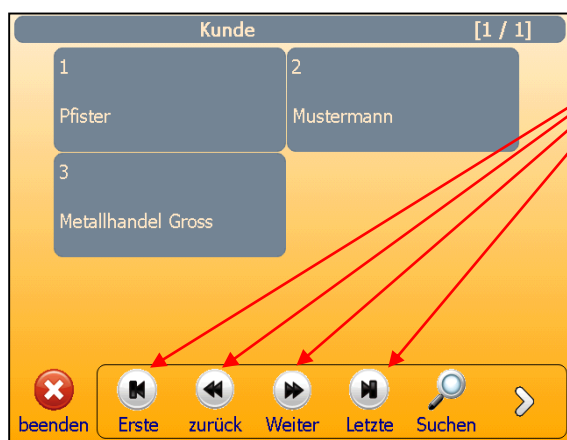 Kunde [1 / 1]
1 2
Pfister Mustermann
3
Metallhandel Gross
beenden Erste zurück Weiter Letzte Suchen